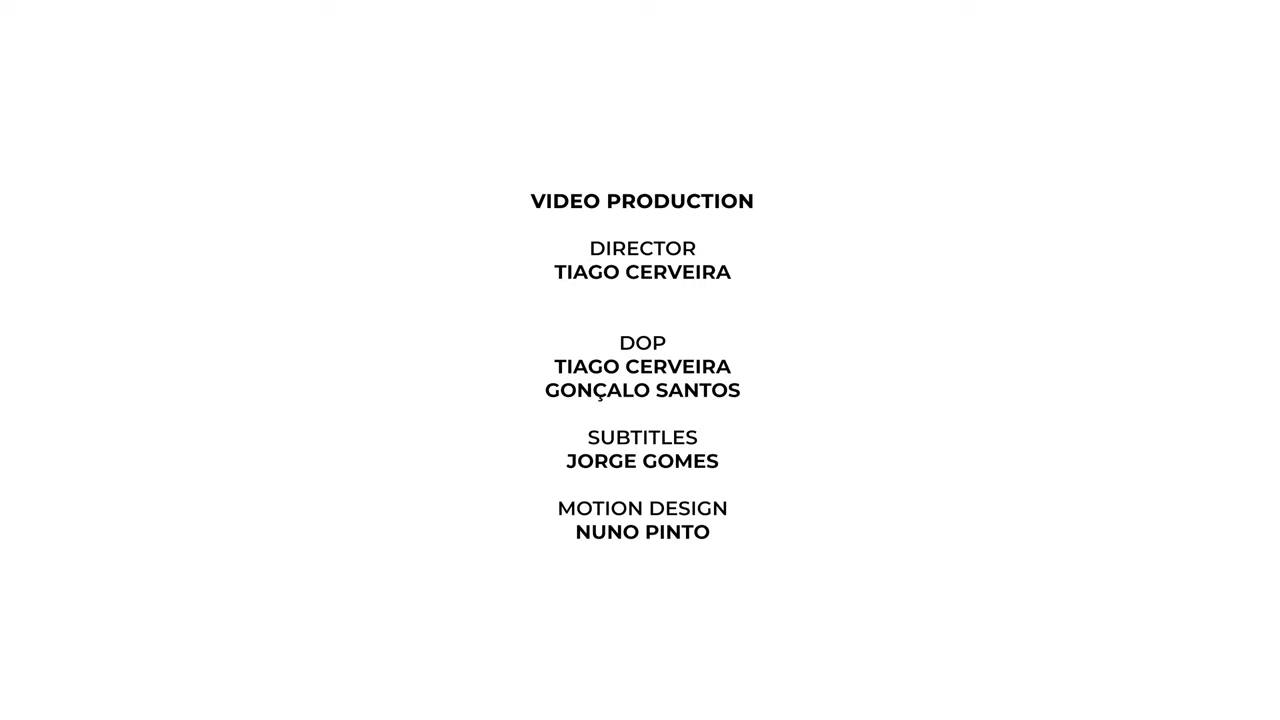 VIDEO PRODUCTION
DIRECTOR
TIAGO CERVEIRA
DOP
TIAGO CERVEIRA
GONÇALO SANTOS
SUBTITLES
JORGE GOMES
MOTION DESIGN
NUNO PINTO